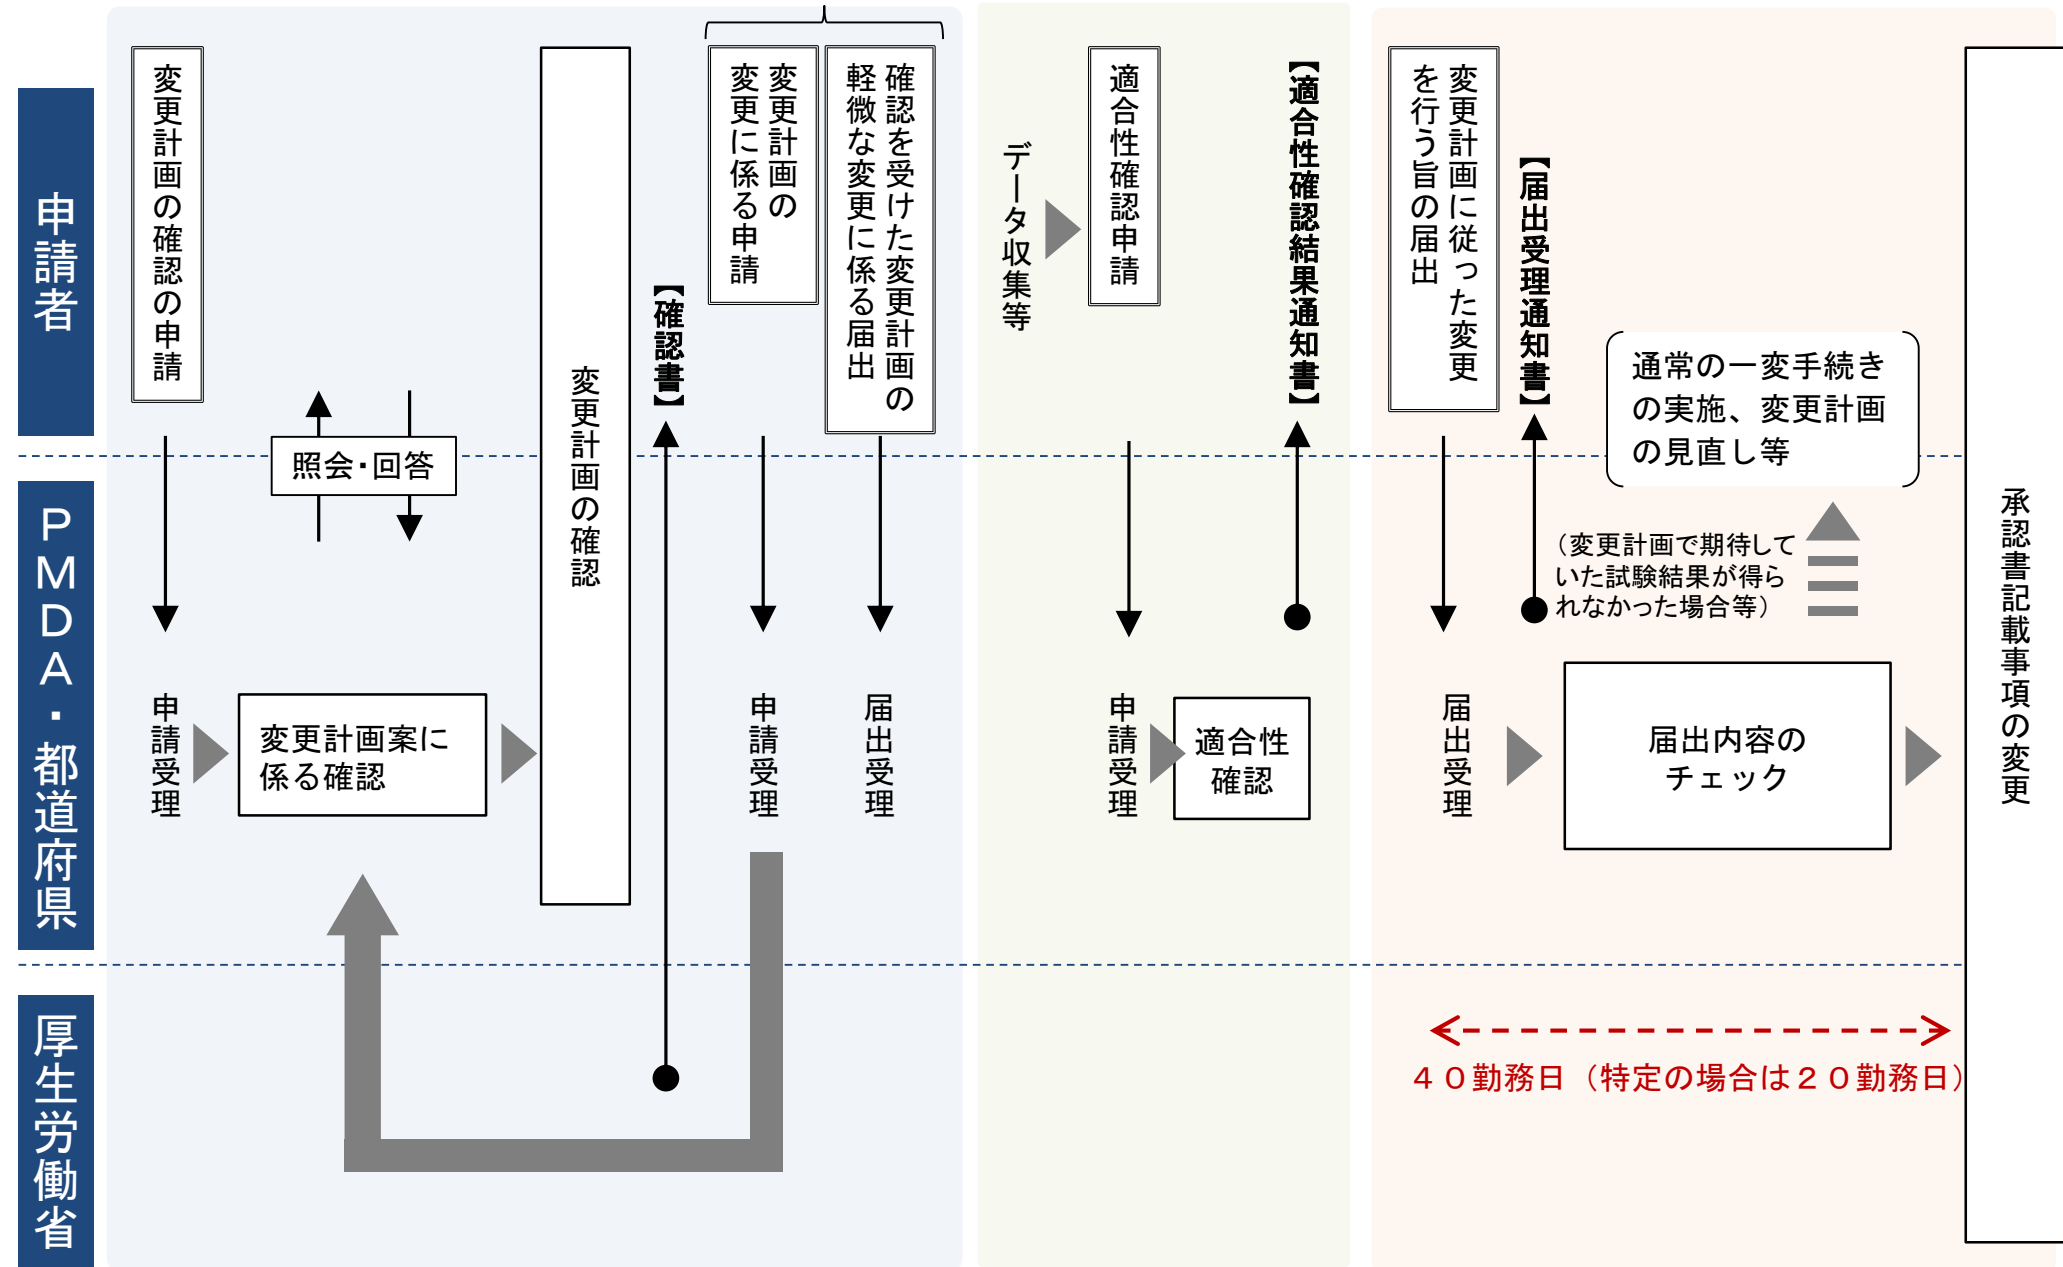 申請者
PMDA・都道府県
厚生労働省
変更計画の確認の申請
照会・回答
申請受理
変更計画案に
係る確認
変更計画の確認
【確認書】
変更計画の
変更に係る申請
確認を受けた変更計画の
軽微な変更に係る届出
申請受理
届出受理
データ収集等
適合性確認申請
申請受理
適合性
確認
【適合性確認結果通知書】
変更計画に従った変更
を行う旨の届出
【届出受理通知書】
通常の一変手続き
の実施、変更計画
の見直し等
（変更計画で期待して
いた試験結果が得ら
れなかった場合等）
届出受理
届出内容の
チェック
４０勤務日（特定の場合は２０勤務日）
承認書記載事項の変更